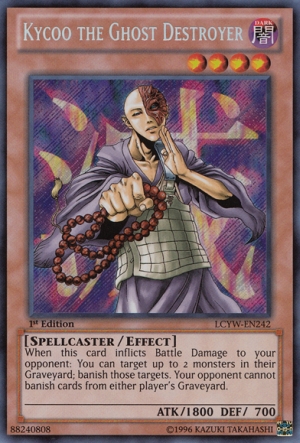 KYCOO THE GHOST DESTROYER
DARK
闇
1st Edition
LCYW-EN242
[SPELLCASTER / EFFECT]
When this card inflicts Battle Damage to your
opponent: You can target up to 2 monsters in their
Graveyard; banish those targets. Your opponent cannot
banish cards from either player's Graveyard.
ATK/1800 DEF/ 700
88240808
©1996 KAZUKI TAKAHASHI